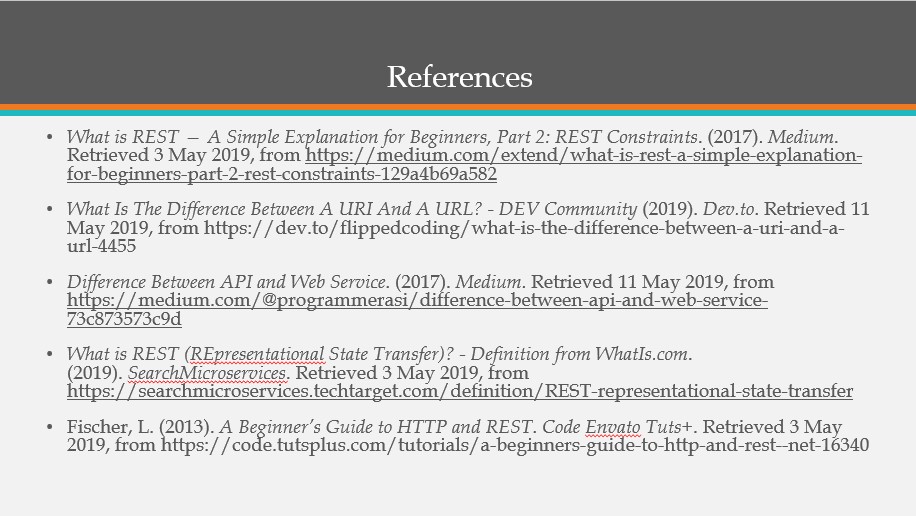 References
• What is REST — A Simple Explanation for Beginners, Part 2: REST Constraints. (2017). Medium.
Retrieved 3 May 2019, from https://medium.com/extend/what-is-rest-a-simple-explanation-
for-beginners-part-2-rest-constraints-129a4b69a582
• What Is The Difference Between A URI And A URL? - DEV Community (2019). Dev.to. Retrieved 11
May 2019, from https://dev.to/flippedcoding/what-is-the-difference-between-a-uri-and-a-
url-4455
• Difference Between API and Web Service. (2017). Medium. Retrieved 11 May 2019, from
https://medium.com/@programmerasi/difference-between-api-and-web-service-
73c873573c9d
• What is REST (REpresentational State Transfer)? - Definition from WhatIs.com.
(2019). SearchMicroservices. Retrieved 3 May 2019, from
https://searchmicroservices.techtarget.com/definition/REST-representational-state-transfer
• Fischer, L. (2013). A Beginner’s Guide to HTTP and REST. Code Envato Tuts+. Retrieved 3 May
2019, from https://code.tutsplus.com/tutorials/a-beginners-guide-to-http-and-rest--net-16340